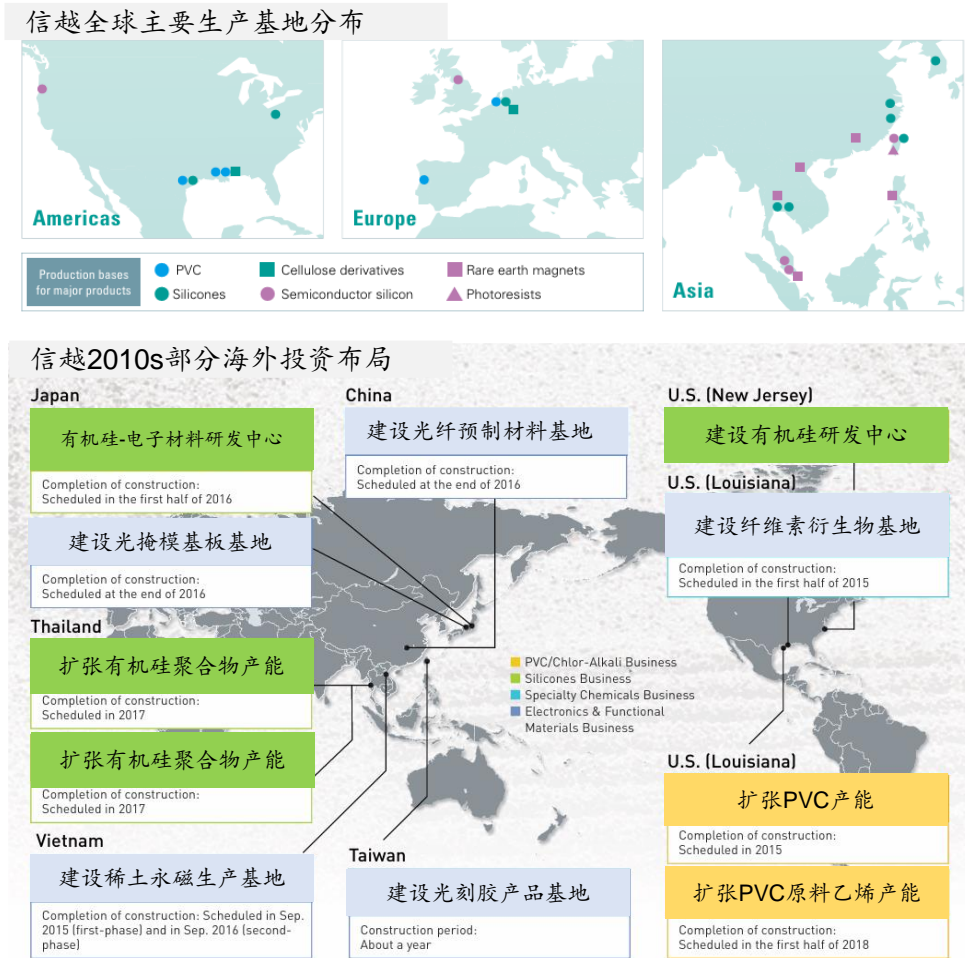 信越全球主要生产基地分布
Americas
Europe
Asia
Production bases
for major products
PVC
Cellulose derivatives
Rare earth magnets
Silicones
Semiconductor silicon
Photoresists
信越2010s部分海外投资布局
Japan
有机硅-电子材料研发中心
Completion of construction:
Scheduled in the first half of 2016
建设光掩模基板基地
Completion of construction:
Scheduled at the end of 2016
Thailand
扩张有机硅聚合物产能
Completion of construction:
Scheduled in 2017
扩张有机硅聚合物产能
Completion of construction:
Scheduled in 2017
Vietnam
建设稀土永磁生产基地
Completion of construction: Scheduled in Sep.
2015 (first-phase) and in Sep. 2016 (second-
phase)
China
建设光纤预制材料基地
Completion of construction:
Scheduled at the end of 2016
PVC/Chlor-Alkali Business
Silicones Business
Specialty Chemicals Business
Electronics & Functional
Materials Business
Taiwan
建设光刻胶产品基地
Construction period:
About a year
U.S. (New Jersey)
建设有机硅研发中心
U.S. (Louisiana)
建设纤维素衍生物基地
Completion of construction:
Scheduled in the first half of 2015
U.S. (Louisiana)
扩张PVC产能
Completion of construction:
Scheduled in 2015
扩张PVC原料乙烯产能
Completion of construction:
Scheduled in the first half of 2018